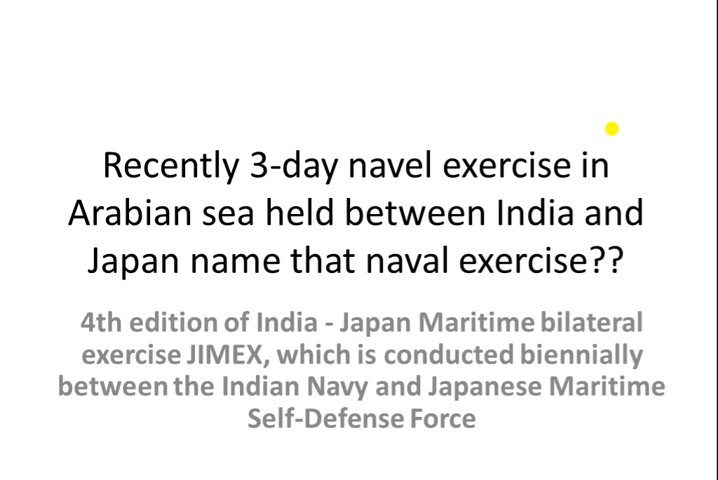 Recently 3-day navel exercise in
Arabian sea held between India and
Japan name that naval exercise??
4th edition of India - Japan Maritime bilateral
exercise JIMEX, which is conducted biennially
between the Indian Navy and Japanese Maritime
Self-Defense Force